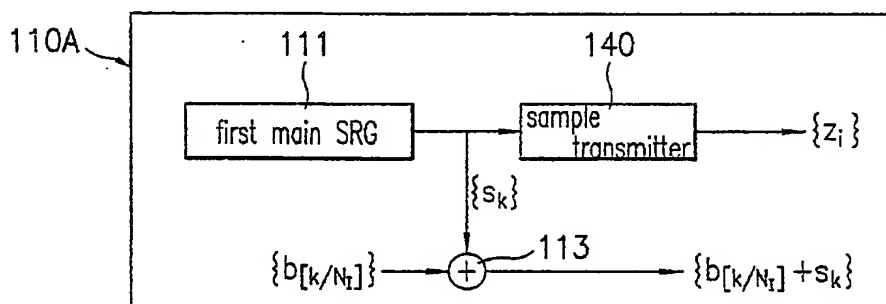 110A
111
140
first main SRG
sample
transmitter
{z_i}
{s_k}
113
{b_[k/N_I]}
+
{b_[k/N_I]+s_k}